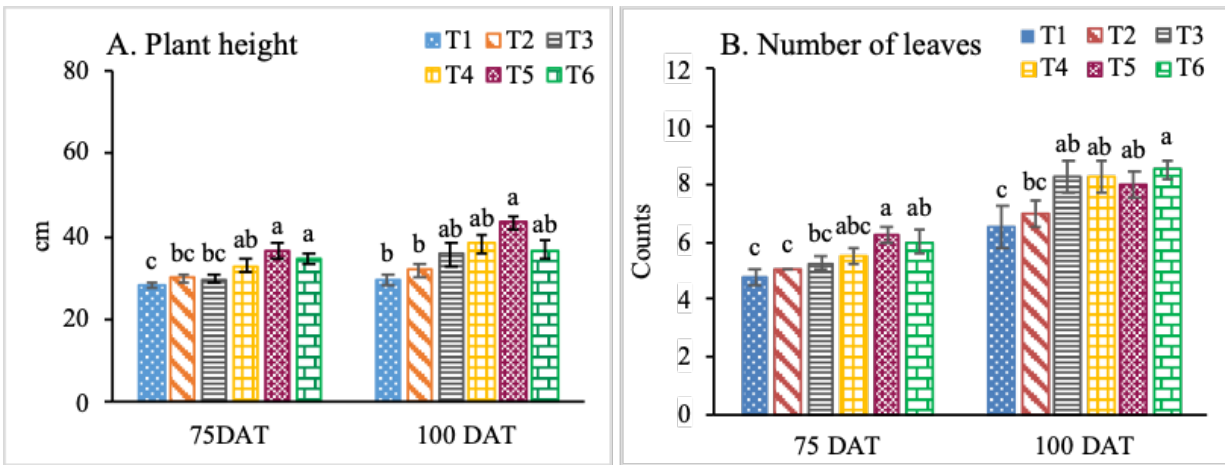 A. Plant height
T1 T2 T3
T4 T5 T6
80
60
40
20
0
cm
c bc bc ab a a
b b ab ab a ab
75DAT 100 DAT
B. Number of leaves
T1 T2 T3
T4 T5 T6
12
10
8
6
4
2
0
Counts
c c bc abc a ab
c bc ab ab ab a
75 DAT 100 DAT